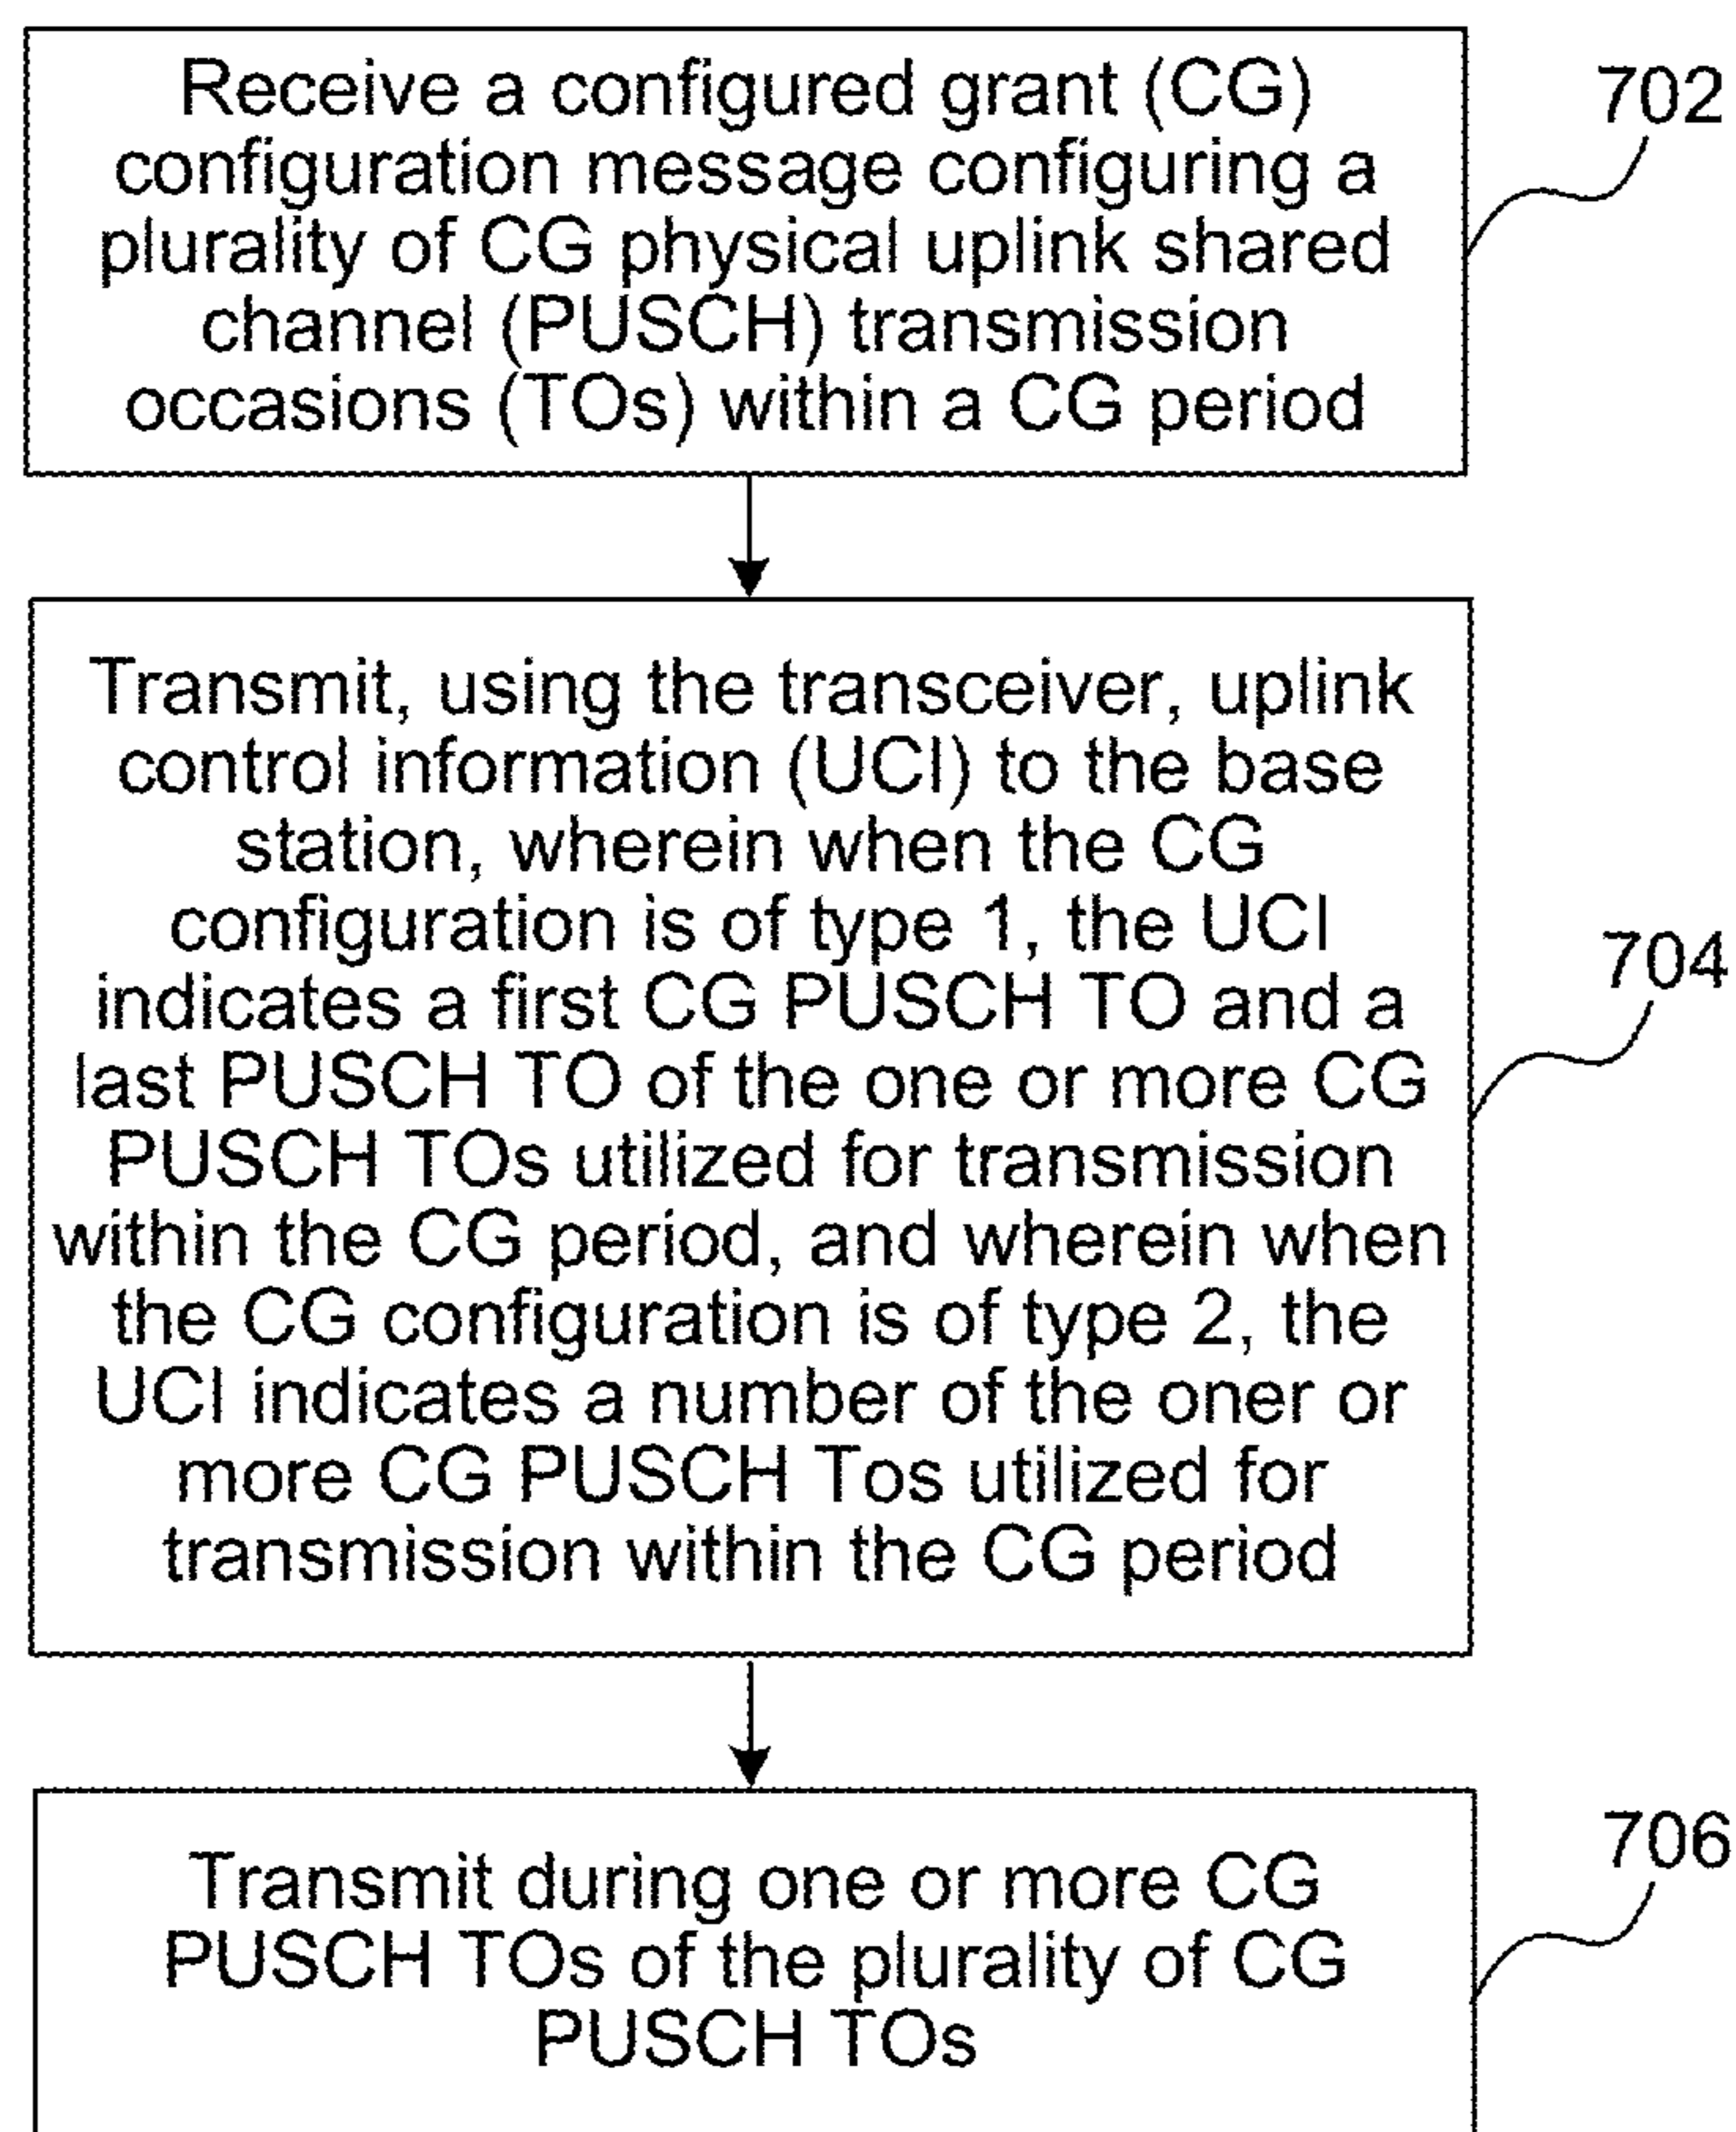 Receive a configured grant (CG)
configuration message configuring a
plurality of CG physical uplink shared
channel (PUSCH) transmission
occasions (TOs) within a CG period
702
Transmit, using the transceiver, uplink
control information (UCI) to the base
station, wherein when the CG
configuration is of type 1, the UCI
indicates a first CG PUSCH TO and a
last PUSCH TO of the one or more CG
PUSCH TOs utilized for transmission
within the CG period, and wherein when
the CG configuration is of type 2, the
UCI indicates a number of the oner or
more CG PUSCH Tos utilized for
transmission within the CG period
704
Transmit during one or more CG
PUSCH TOs of the plurality of CG
PUSCH TOs
706